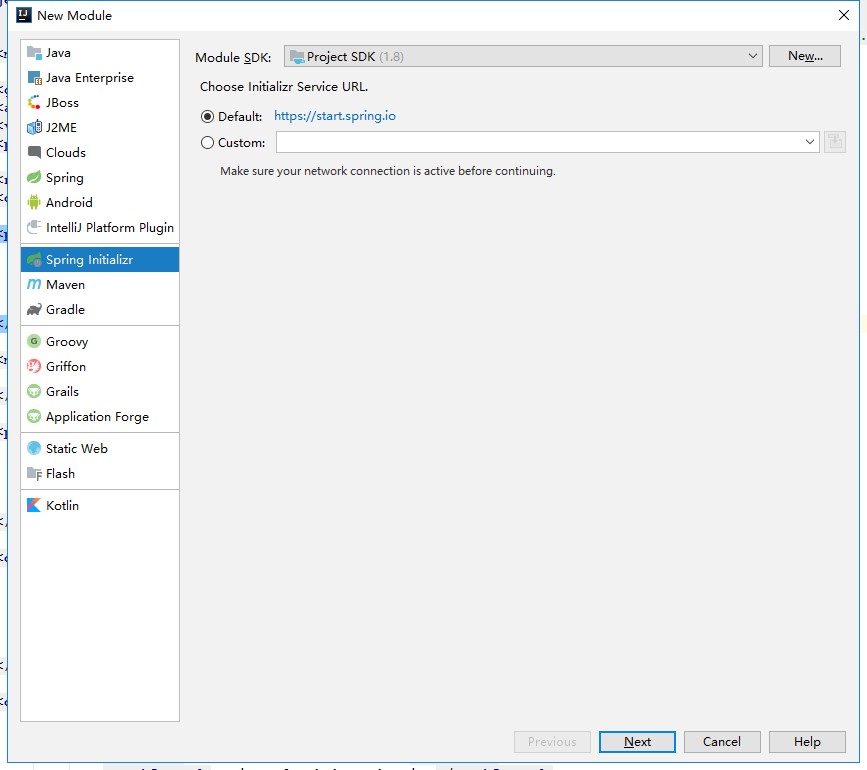 New Module
Java
Java Enterprise
JBoss
J2ME
Clouds
Spring
Android
IntelliJ Platform Plugin
Spring Initializr
Maven
Gradle
Groovy
Griffon
Grails
Application Forge
Static Web
Flash
Kotlin
Module SDK: Project SDK (1.8) New...
Choose Initializr Service URL.
Default: https://start.spring.io
Custom:
Make sure your network connection is active before continuing.
Previous Next Cancel Help